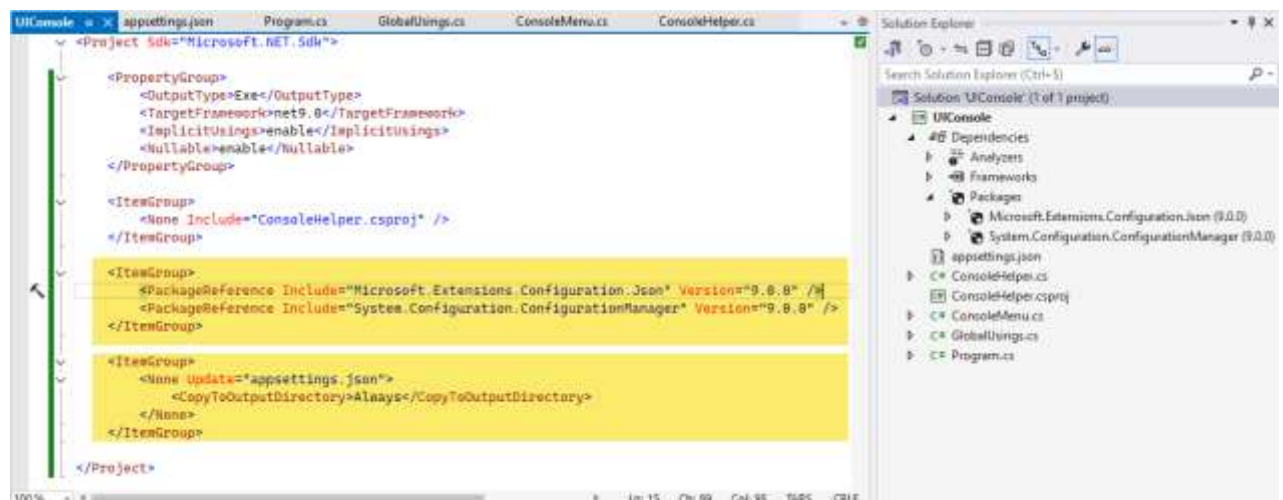 UIConsole appsettings.json Program.cs GlobalUsings.cs ConsoleMenu.cs ConsoleHelper.cs
<Project Sdk="Microsoft.NET.Sdk">
<PropertyGroup>
<OutputType>Exe</OutputType>
<TargetFramework>net9.0</TargetFramework>
<ImplicitUsings>enable</ImplicitUsings>
<Nullable>enable</Nullable>
</PropertyGroup>
<ItemGroup>
<None Include="ConsoleHelper.csproj" />
</ItemGroup>
<ItemGroup>
<PackageReference Include="Microsoft.Extensions.Configuration.Json" Version="9.0.0" />
<PackageReference Include="System.Configuration.ConfigurationManager" Version="9.0.0" />
</ItemGroup>
<ItemGroup>
<None Update="appsettings.json">
<CopyToOutputDirectory>Always</CopyToOutputDirectory>
</None>
</ItemGroup>
</Project>
100 % Ln: 15 Ch: 89 Col: 95 TABS CRLF
Solution Explorer
Search Solution Explorer (Ctrl+$)
Solution 'UIConsole' (1 of 1 project)
UIConsole
Dependencies
Analyzers
Frameworks
Packages
Microsoft.Extensions.Configuration.Json (9.0.0)
System.Configuration.ConfigurationManager (9.0.0)
appsettings.json
C# ConsoleHelper.cs
ConsoleHelper.csproj
C# ConsoleMenu.cs
C# GlobalUsings.cs
C# Program.cs